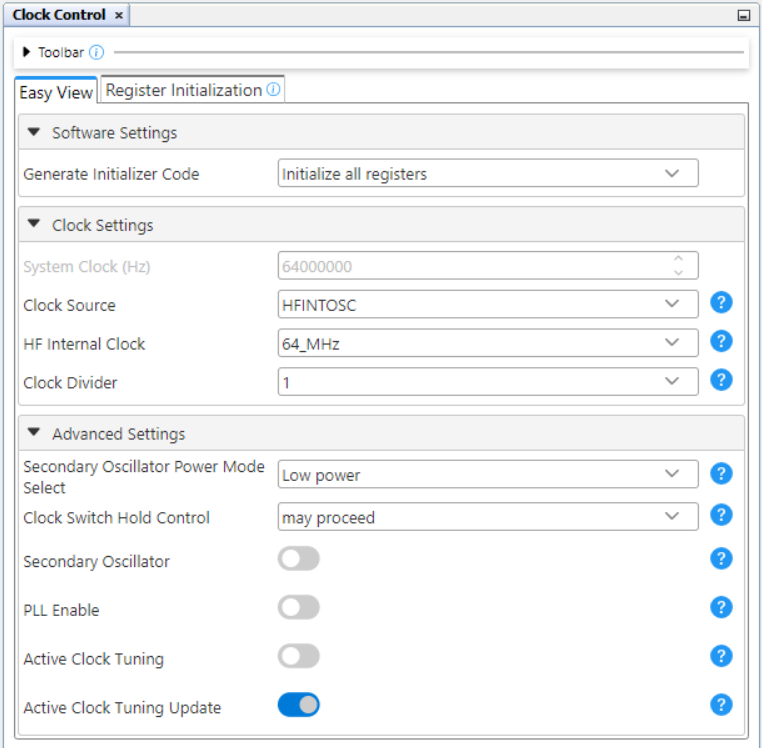 Clock Control ×
Toolbar
Easy View Register Initialization
Software Settings
Generate Initializer Code Initialize all registers
Clock Settings
System Clock (Hz) 64000000
Clock Source HFINTOSC
HF Internal Clock 64_MHz
Clock Divider 1
Advanced Settings
Secondary Oscillator Power Mode
Select Low power
Clock Switch Hold Control may proceed
Secondary Oscillator
PLL Enable
Active Clock Tuning
Active Clock Tuning Update